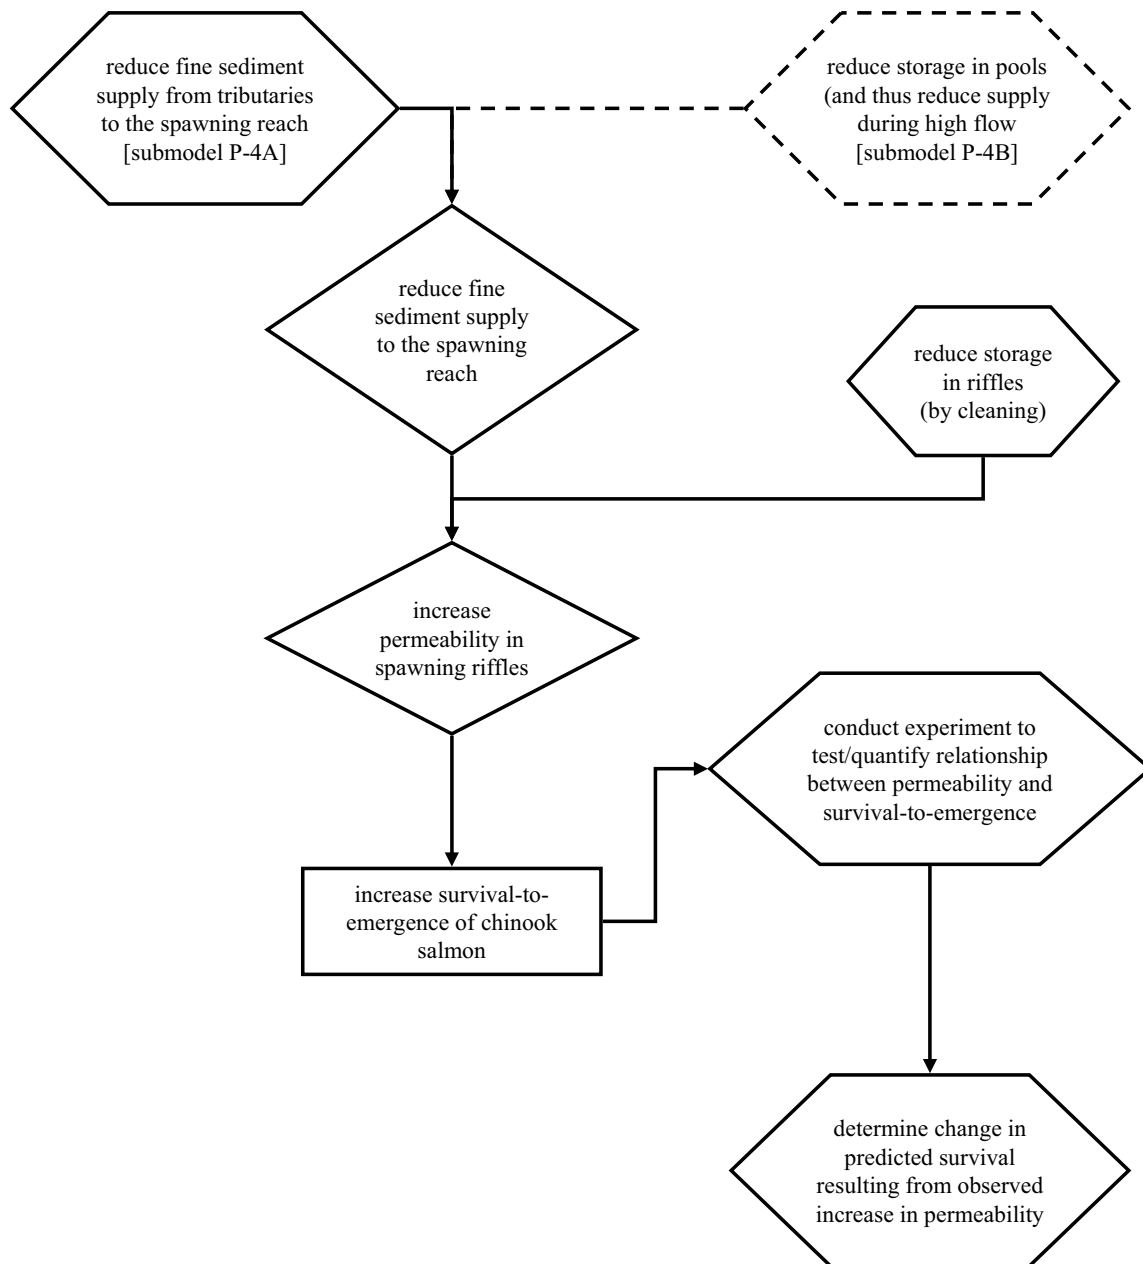 reduce fine sediment
supply from tributaries
to the spawning reach
[submodel P-4A]
reduce storage in pools
(and thus reduce supply
during high flow
[submodel P-4B]
reduce fine
sediment supply
to the spawning
reach
reduce storage
in riffles
(by cleaning)
increase
permeability in
spawning riffles
conduct experiment to
test/quantify relationship
between permeability and
survival-to-emergence
increase survival-to-
emergence of chinook
salmon
determine change in
predicted survival
resulting from observed
increase in permeability